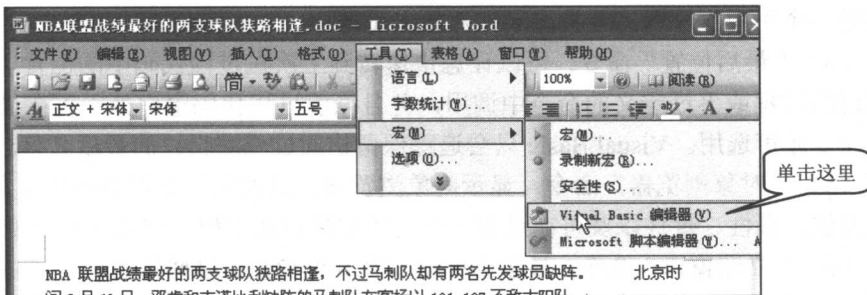 NBA联盟战绩最好的两支球队狭路相逢.doc - Microsoft Word
文件(F) 编辑(E) 视图(V) 插入(I) 格式(O) 工具(T) 表格(A) 窗口(W) 帮助(H)
简 100% 阅读(R)
正文 + 宋体 宋体 五号
语言(L)
字数统计(W)...
宏(M)
选项(O)...
宏(M)...
录制新宏(R)...
安全性(S)...
Visual Basic 编辑器(V)
Microsoft 脚本编辑器(E)...
单击这里
NBA 联盟战绩最好的两支球队狭路相逢，不过马刺队却有两名先发球员缺阵。 北京时